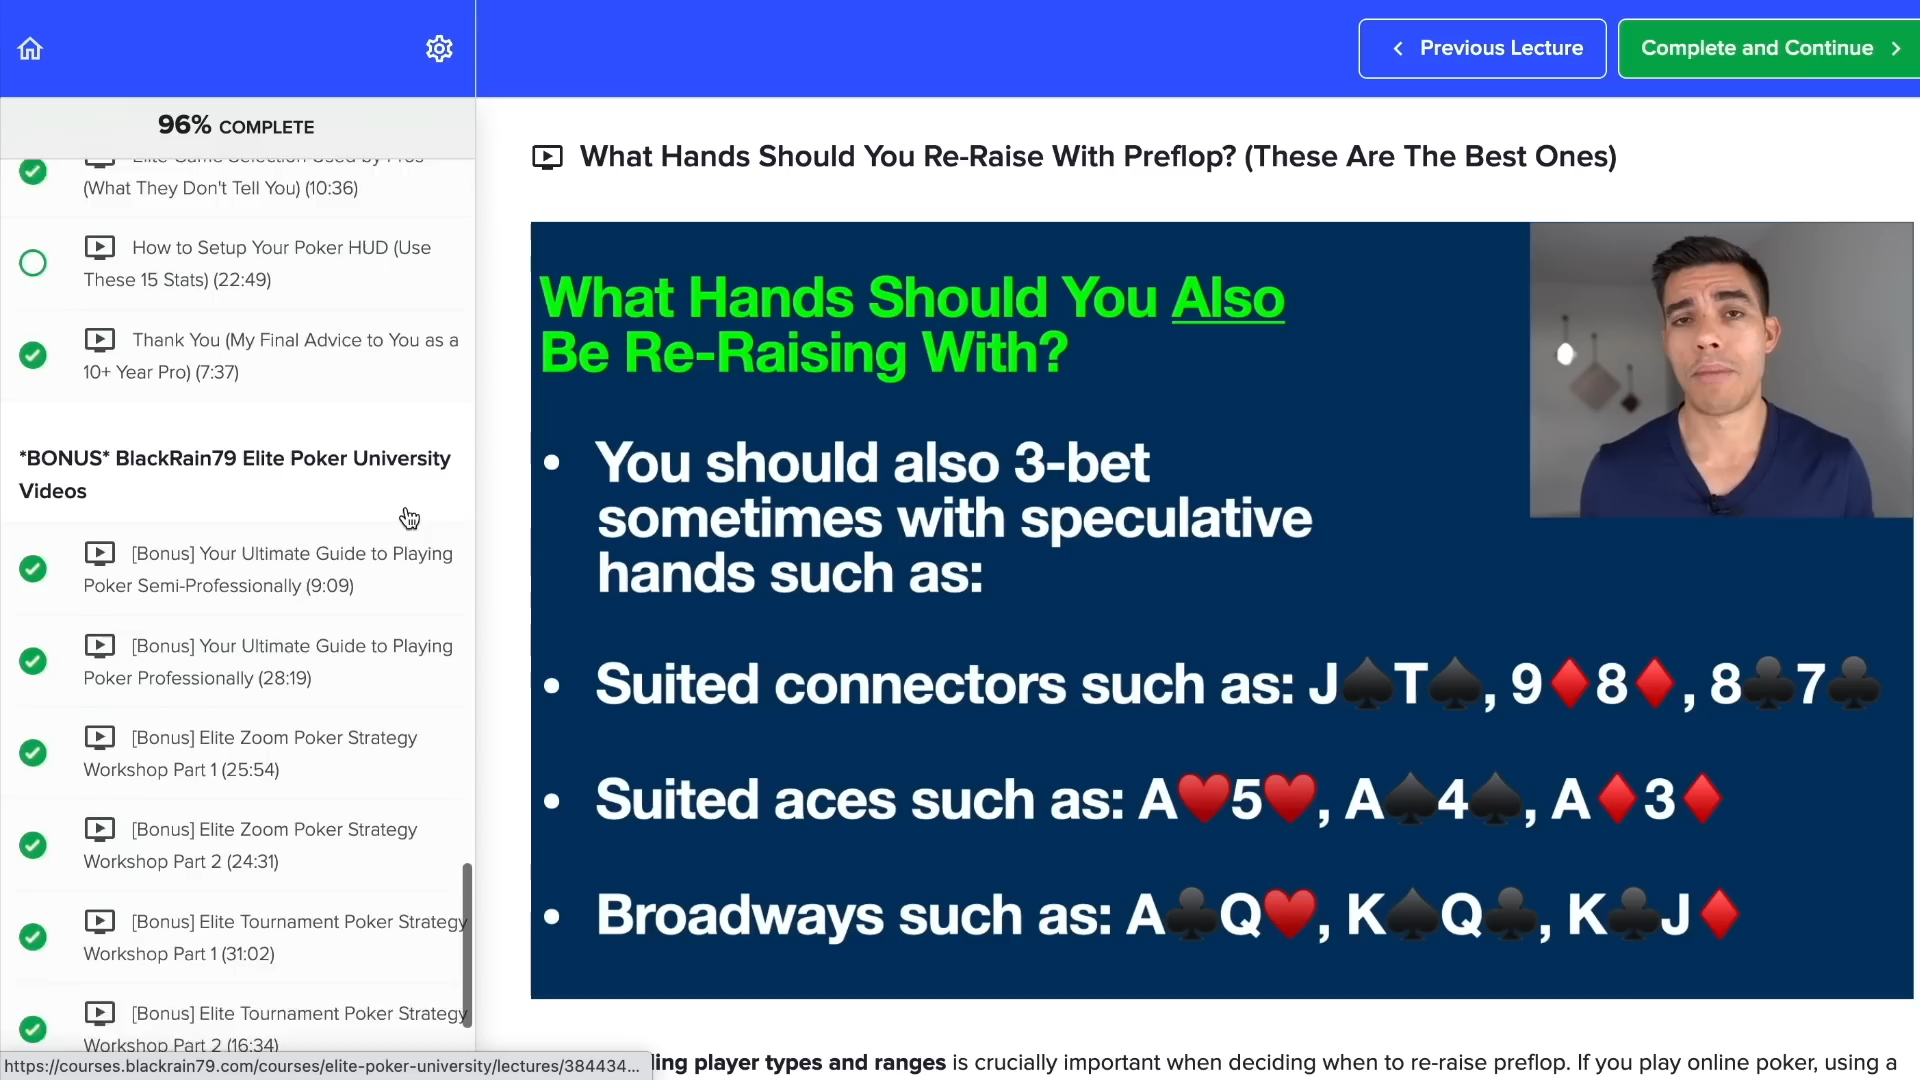 Previous Lecture
Complete and Continue
96% COMPLETE
Elite Game Selection Used by Pros
(What They Don't Tell You) (10:36)
How to Setup Your Poker HUD (Use
These 15 Stats) (22:49)
Thank You (My Final Advice to You as a
10+ Year Pro) (7:37)
*BONUS* BlackRain79 Elite Poker University
Videos
[Bonus] Your Ultimate Guide to Playing
Poker Semi-Professionally (9:09)
[Bonus] Your Ultimate Guide to Playing
Poker Professionally (28:19)
[Bonus] Elite Zoom Poker Strategy
Workshop Part 1 (25:54)
[Bonus] Elite Zoom Poker Strategy
Workshop Part 2 (24:31)
[Bonus] Elite Tournament Poker Strategy
Workshop Part 1 (31:02)
[Bonus] Elite Tournament Poker Strategy
Workshop Part 2 (16:34)
https://courses.blackrain79.com/courses/elite-poker-university/lectures/384434...
What Hands Should You Re-Raise With Preflop? (These Are The Best Ones)
What Hands Should You Also
Be Re-Raising With?
• You should also 3-bet
sometimes with speculative
hands such as:
• Suited connectors such as: J♠T♠, 9♦8♦, 8♣7♣
• Suited aces such as: A♥5♥, A♠4♠, A♦3♦
• Broadways such as: A♣Q♥, K♠Q♣, K♣J♦
player types and ranges is crucially important when deciding when to re-raise preflop. If you play online poker, using a